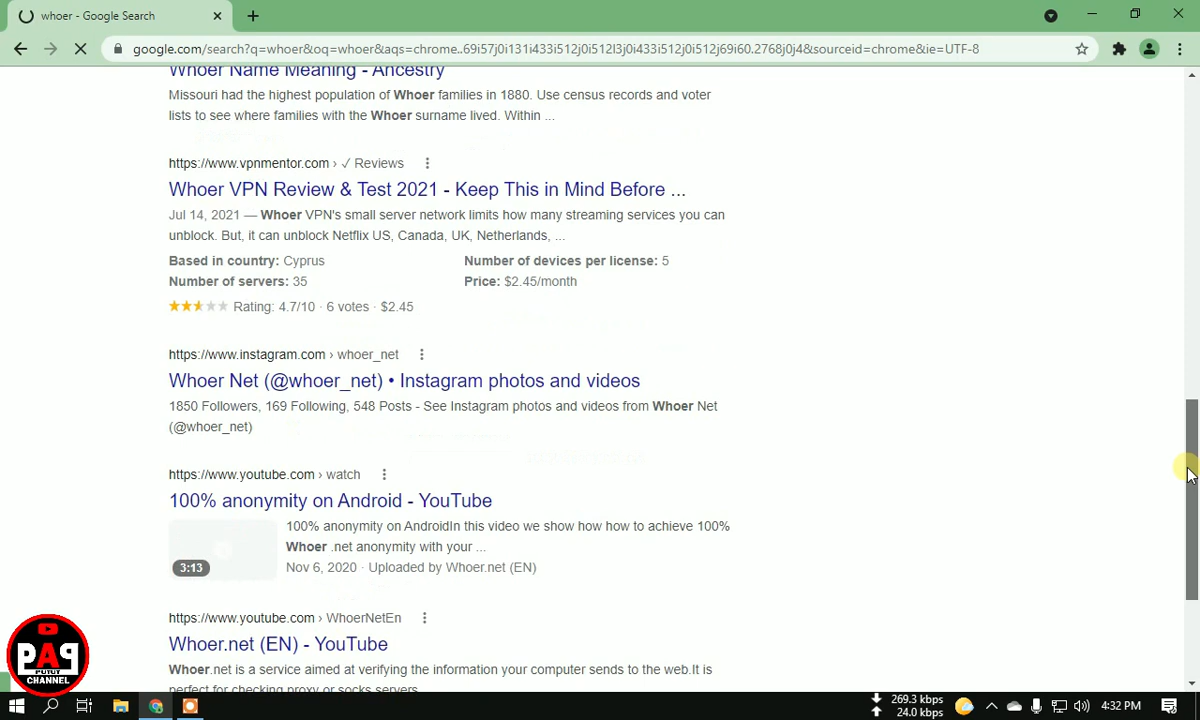 whoer - Google Search
google.com/search?q=whoer&oq=whoer&aqs=chrome..69i57j0i131i433i512j0i512l3j0i433i512j0i512j69i60.2768j0j4&sourceid=chrome&ie=UTF-8
Whoer Name Meaning - Ancestry
Missouri had the highest population of Whoer families in 1880. Use census records and voter
lists to see where families with the Whoer surname lived. Within ...
https://www.vpnmentor.com › ✓ Reviews
Whoer VPN Review & Test 2021 - Keep This in Mind Before ...
Jul 14, 2021 — Whoer VPN's small server network limits how many streaming services you can
unblock. But, it can unblock Netflix US, Canada, UK, Netherlands, ...
Based in country: Cyprus Number of devices per license: 5
Number of servers: 35 Price: $2.45/month
Rating: 4.7/10 · 6 votes · $2.45
https://www.instagram.com › whoer_net
Whoer Net (@whoer_net) • Instagram photos and videos
1850 Followers, 169 Following, 548 Posts - See Instagram photos and videos from Whoer Net
(@whoer_net)
https://www.youtube.com › watch
100% anonymity on Android - YouTube
100% anonymity on AndroidIn this video we show how how to achieve 100%
Whoer .net anonymity with your ...
3:13
Nov 6, 2020 · Uploaded by Whoer.net (EN)
https://www.youtube.com › WhoerNetEn
Whoer.net (EN) - YouTube
Whoer.net is a service aimed at verifying the information your computer sends to the web.It is
perfect for checking proxy or socks servers
PAP
CHANNEL
269.3 kbps
24.0 kbps
4:32 PM